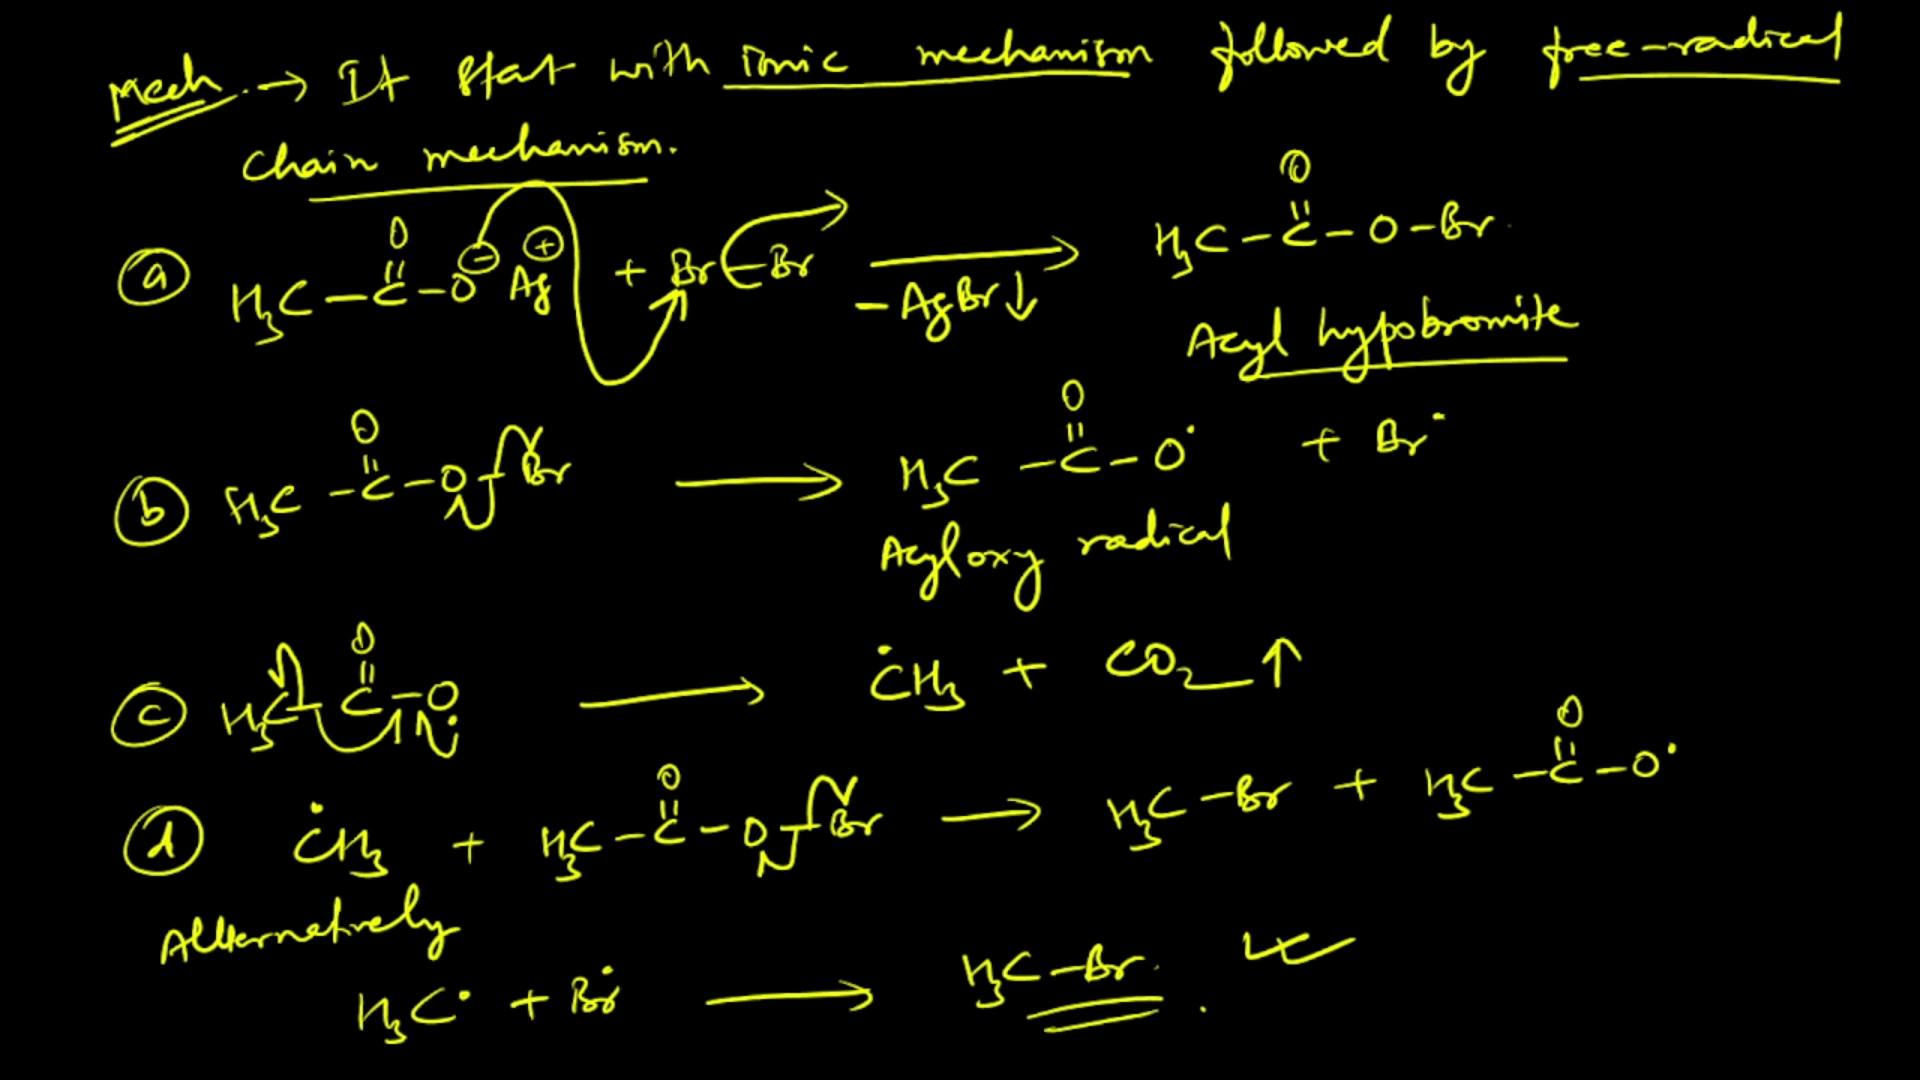 Mech. → It start with ionic mechanism followed by free-radical
Chain mechanism.
(a) H₃C-C(=O)-O⊖ Ag⊕ + Br-Br → H₃C-C(=O)-O-Br.
-AgBr↓
Acyl hypobromite
(b) H₃C-C(=O)-O-Br → H₃C-C(=O)-O• + Br•
Acyloxy radical
(c) H₃C-C(=O)-O• → •CH₃ + CO₂↑
(d) •CH₃ + H₃C-C(=O)-O-Br → H₃C-Br + H₃C-C(=O)-O•
Alternatively
H₃C• + Br• → H₃C-Br.